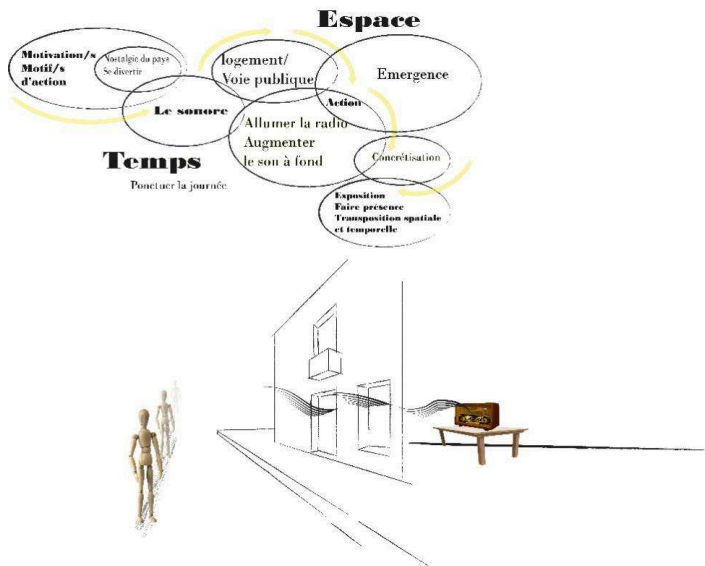 Espace
Motivation/s
Motif/s
d'action
Nostalgie du pays
Se divertir
logement/
Voie publique
Emergence
Le sonore
Action
Allumer la radio
Augmenter
le son à fond
Temps
Ponctuer la journée
Concrétisation
Exposition
Faire présence
Transposition spatiale
et temporelle